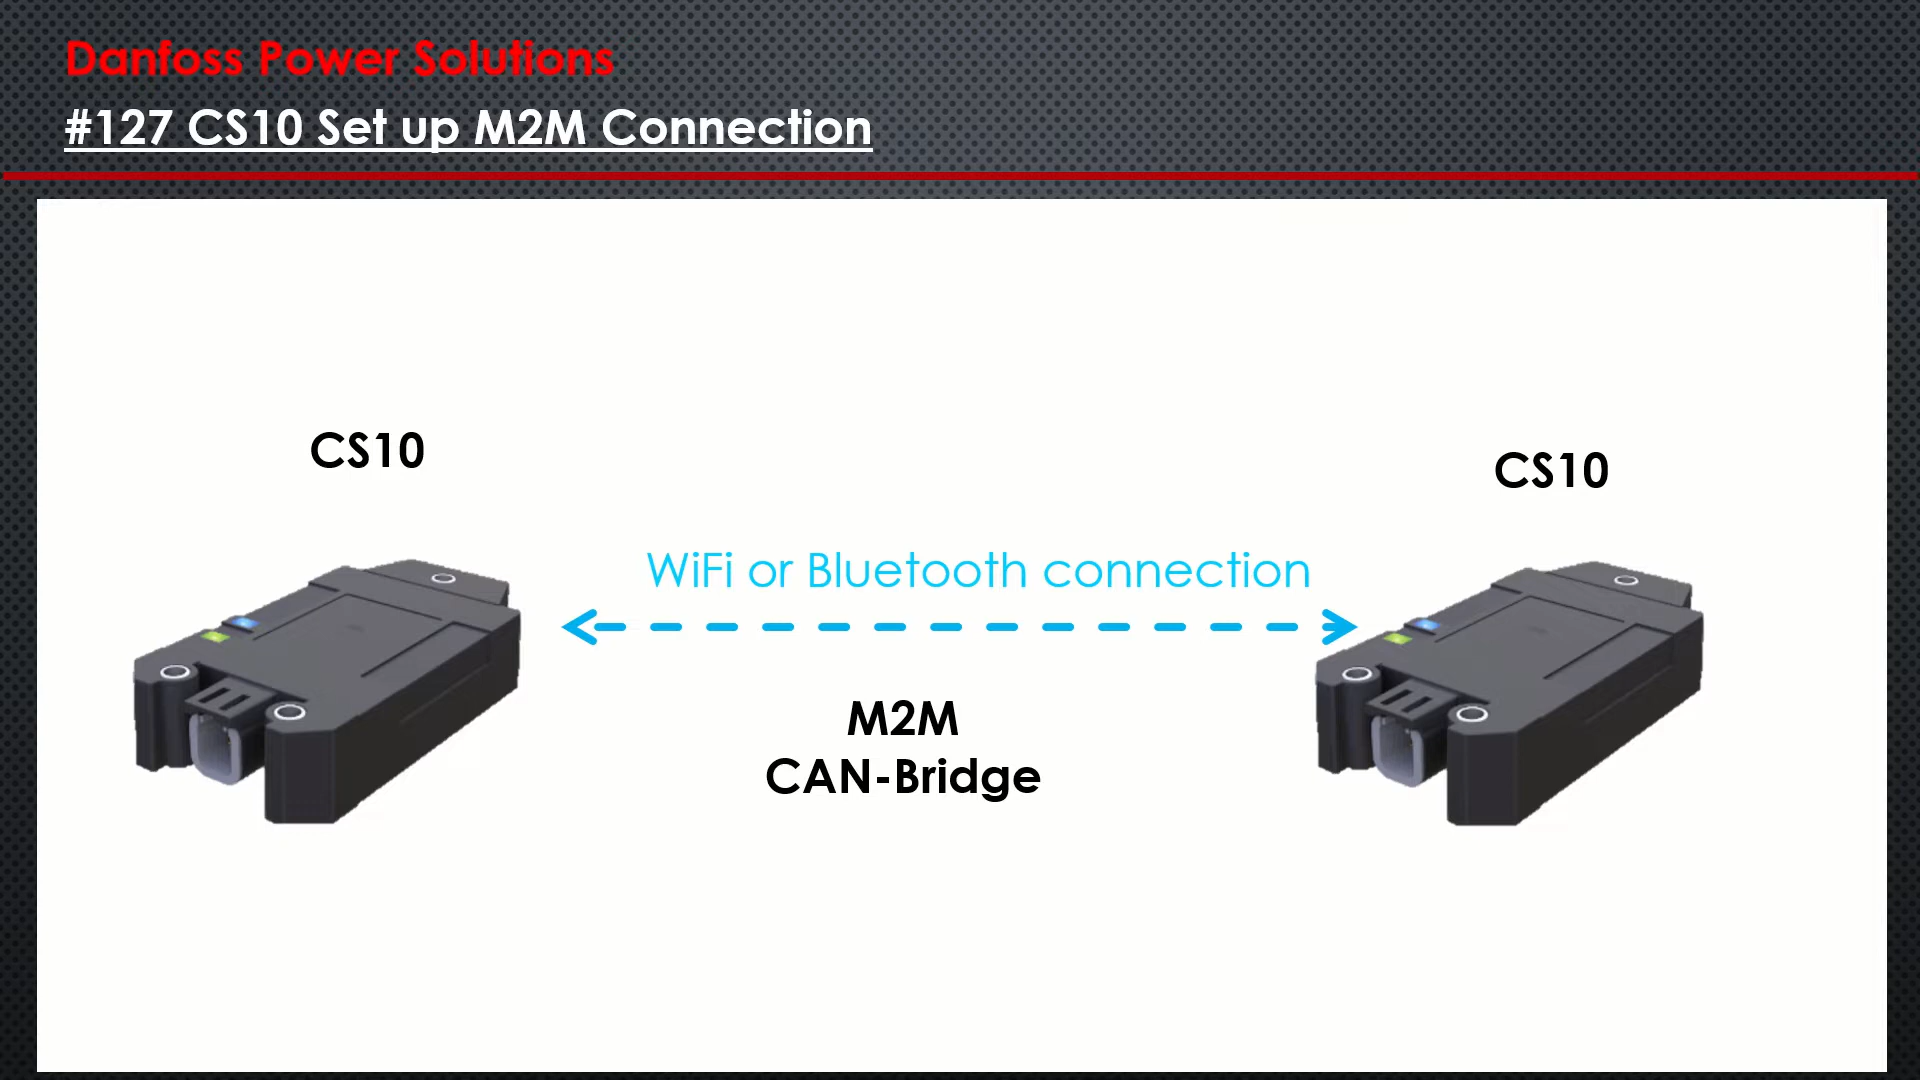 Danfoss Power Solutions
#127 CS10 Set up M2M Connection
CS10
CS10
WiFi or Bluetooth connection
M2M
CAN-Bridge